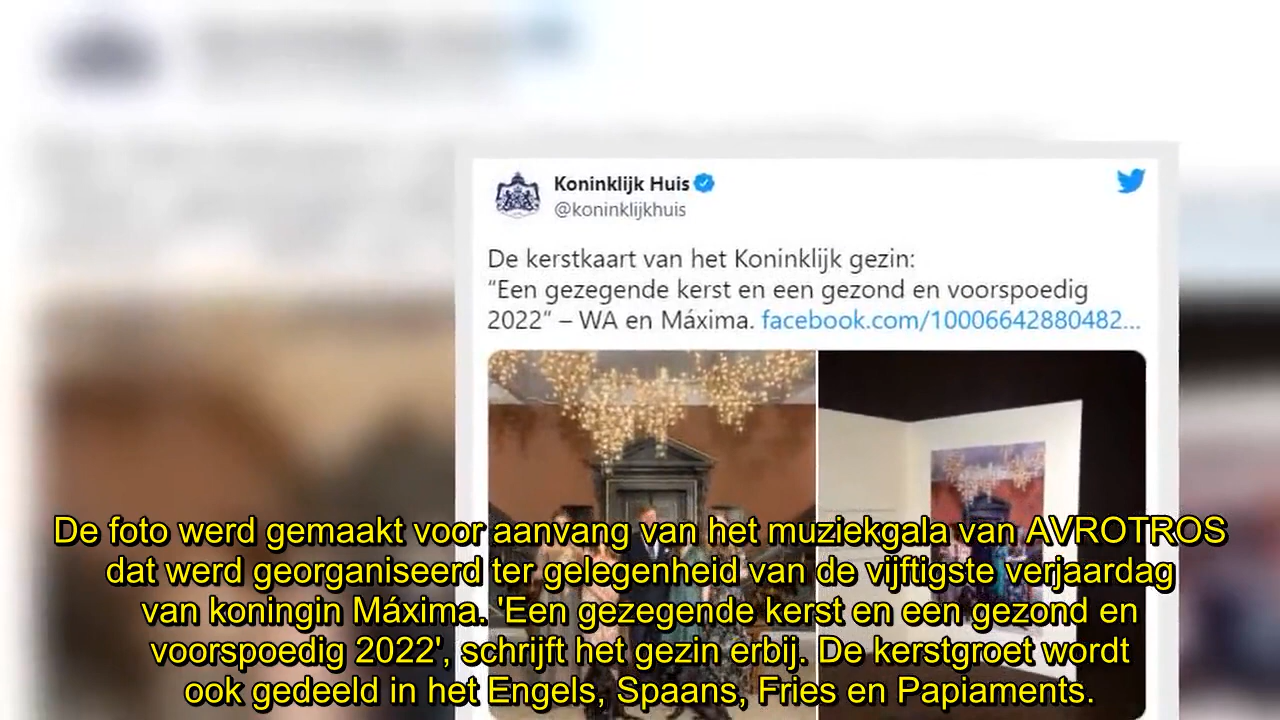 Koninklijk Huis
@koninklijkhuis
De kerstkaart van het Koninklijk gezin:
“Een gezegende kerst en een gezond en voorspoedig
2022” – WA en Máxima. facebook.com/10006642880482...
De foto werd gemaakt voor aanvang van het muziekgala van AVROTROS
dat werd georganiseerd ter gelegenheid van de vijftigste verjaardag
van koningin Máxima. 'Een gezegende kerst en een gezond en
voorspoedig 2022', schrijft het gezin erbij. De kerstgroet wordt
ook gedeeld in het Engels, Spaans, Fries en Papiaments.